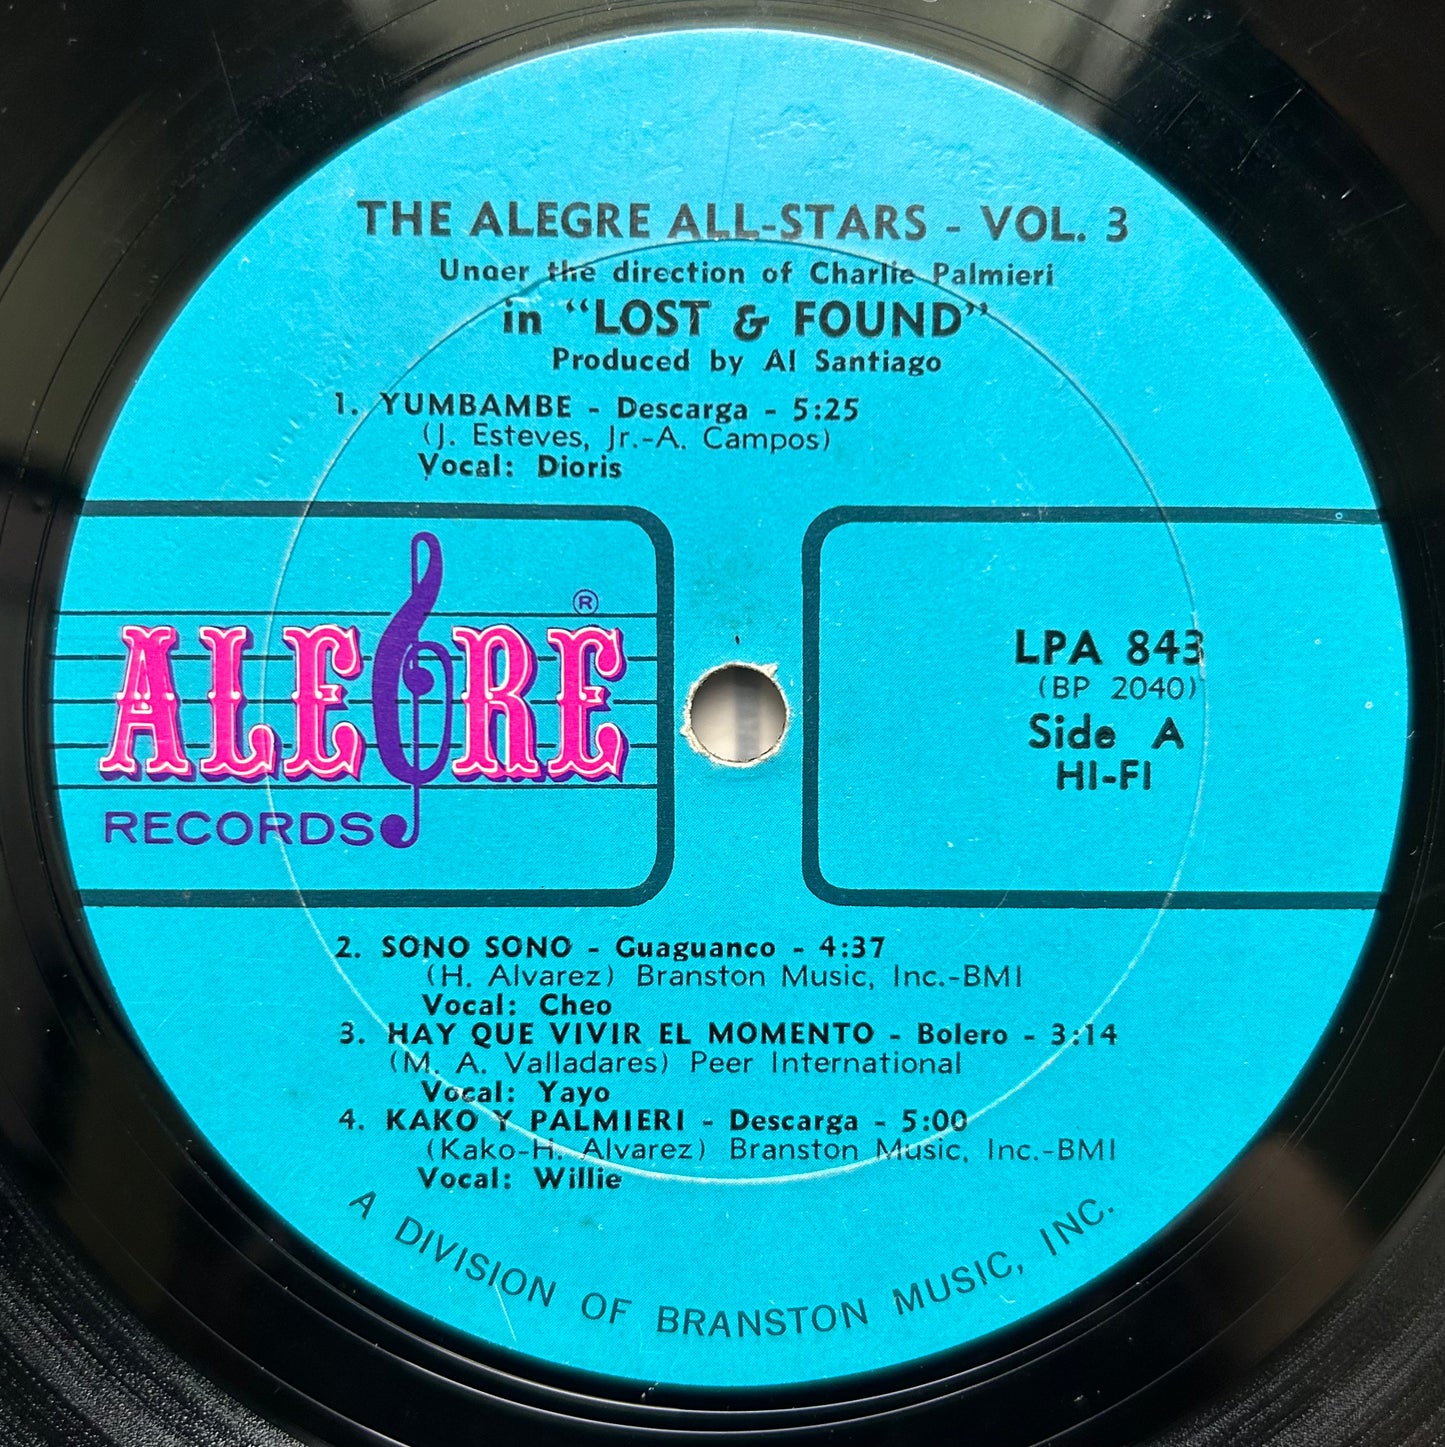 THE ALEGRE ALL-STARS - VOL. 3
Under the direction of Charlie Palmieri
in "LOST & FOUND"
Produced by Al Santiago
1. YUMBAMBE - Descarga - 5:25
(J. Esteves, Jr.-A. Campos)
Vocal: Dioris
ALEGRE ®
RECORDS
LPA 843
(BP 2040)
Side A
HI-FI
2. SONO SONO - Guaguanco - 4:37
(H. Alvarez) Branston Music, Inc.-BMI
Vocal: Cheo
3. HAY QUE VIVIR EL MOMENTO - Bolero - 3:14
(M. A. Valladares) Peer International
Vocal: Yayo
4. KAKO Y PALMIERI - Descarga - 5:00
(Kako-H. Alvarez) Branston Music, Inc.-BMI
Vocal: Willie
A DIVISION OF BRANSTON MUSIC, INC.